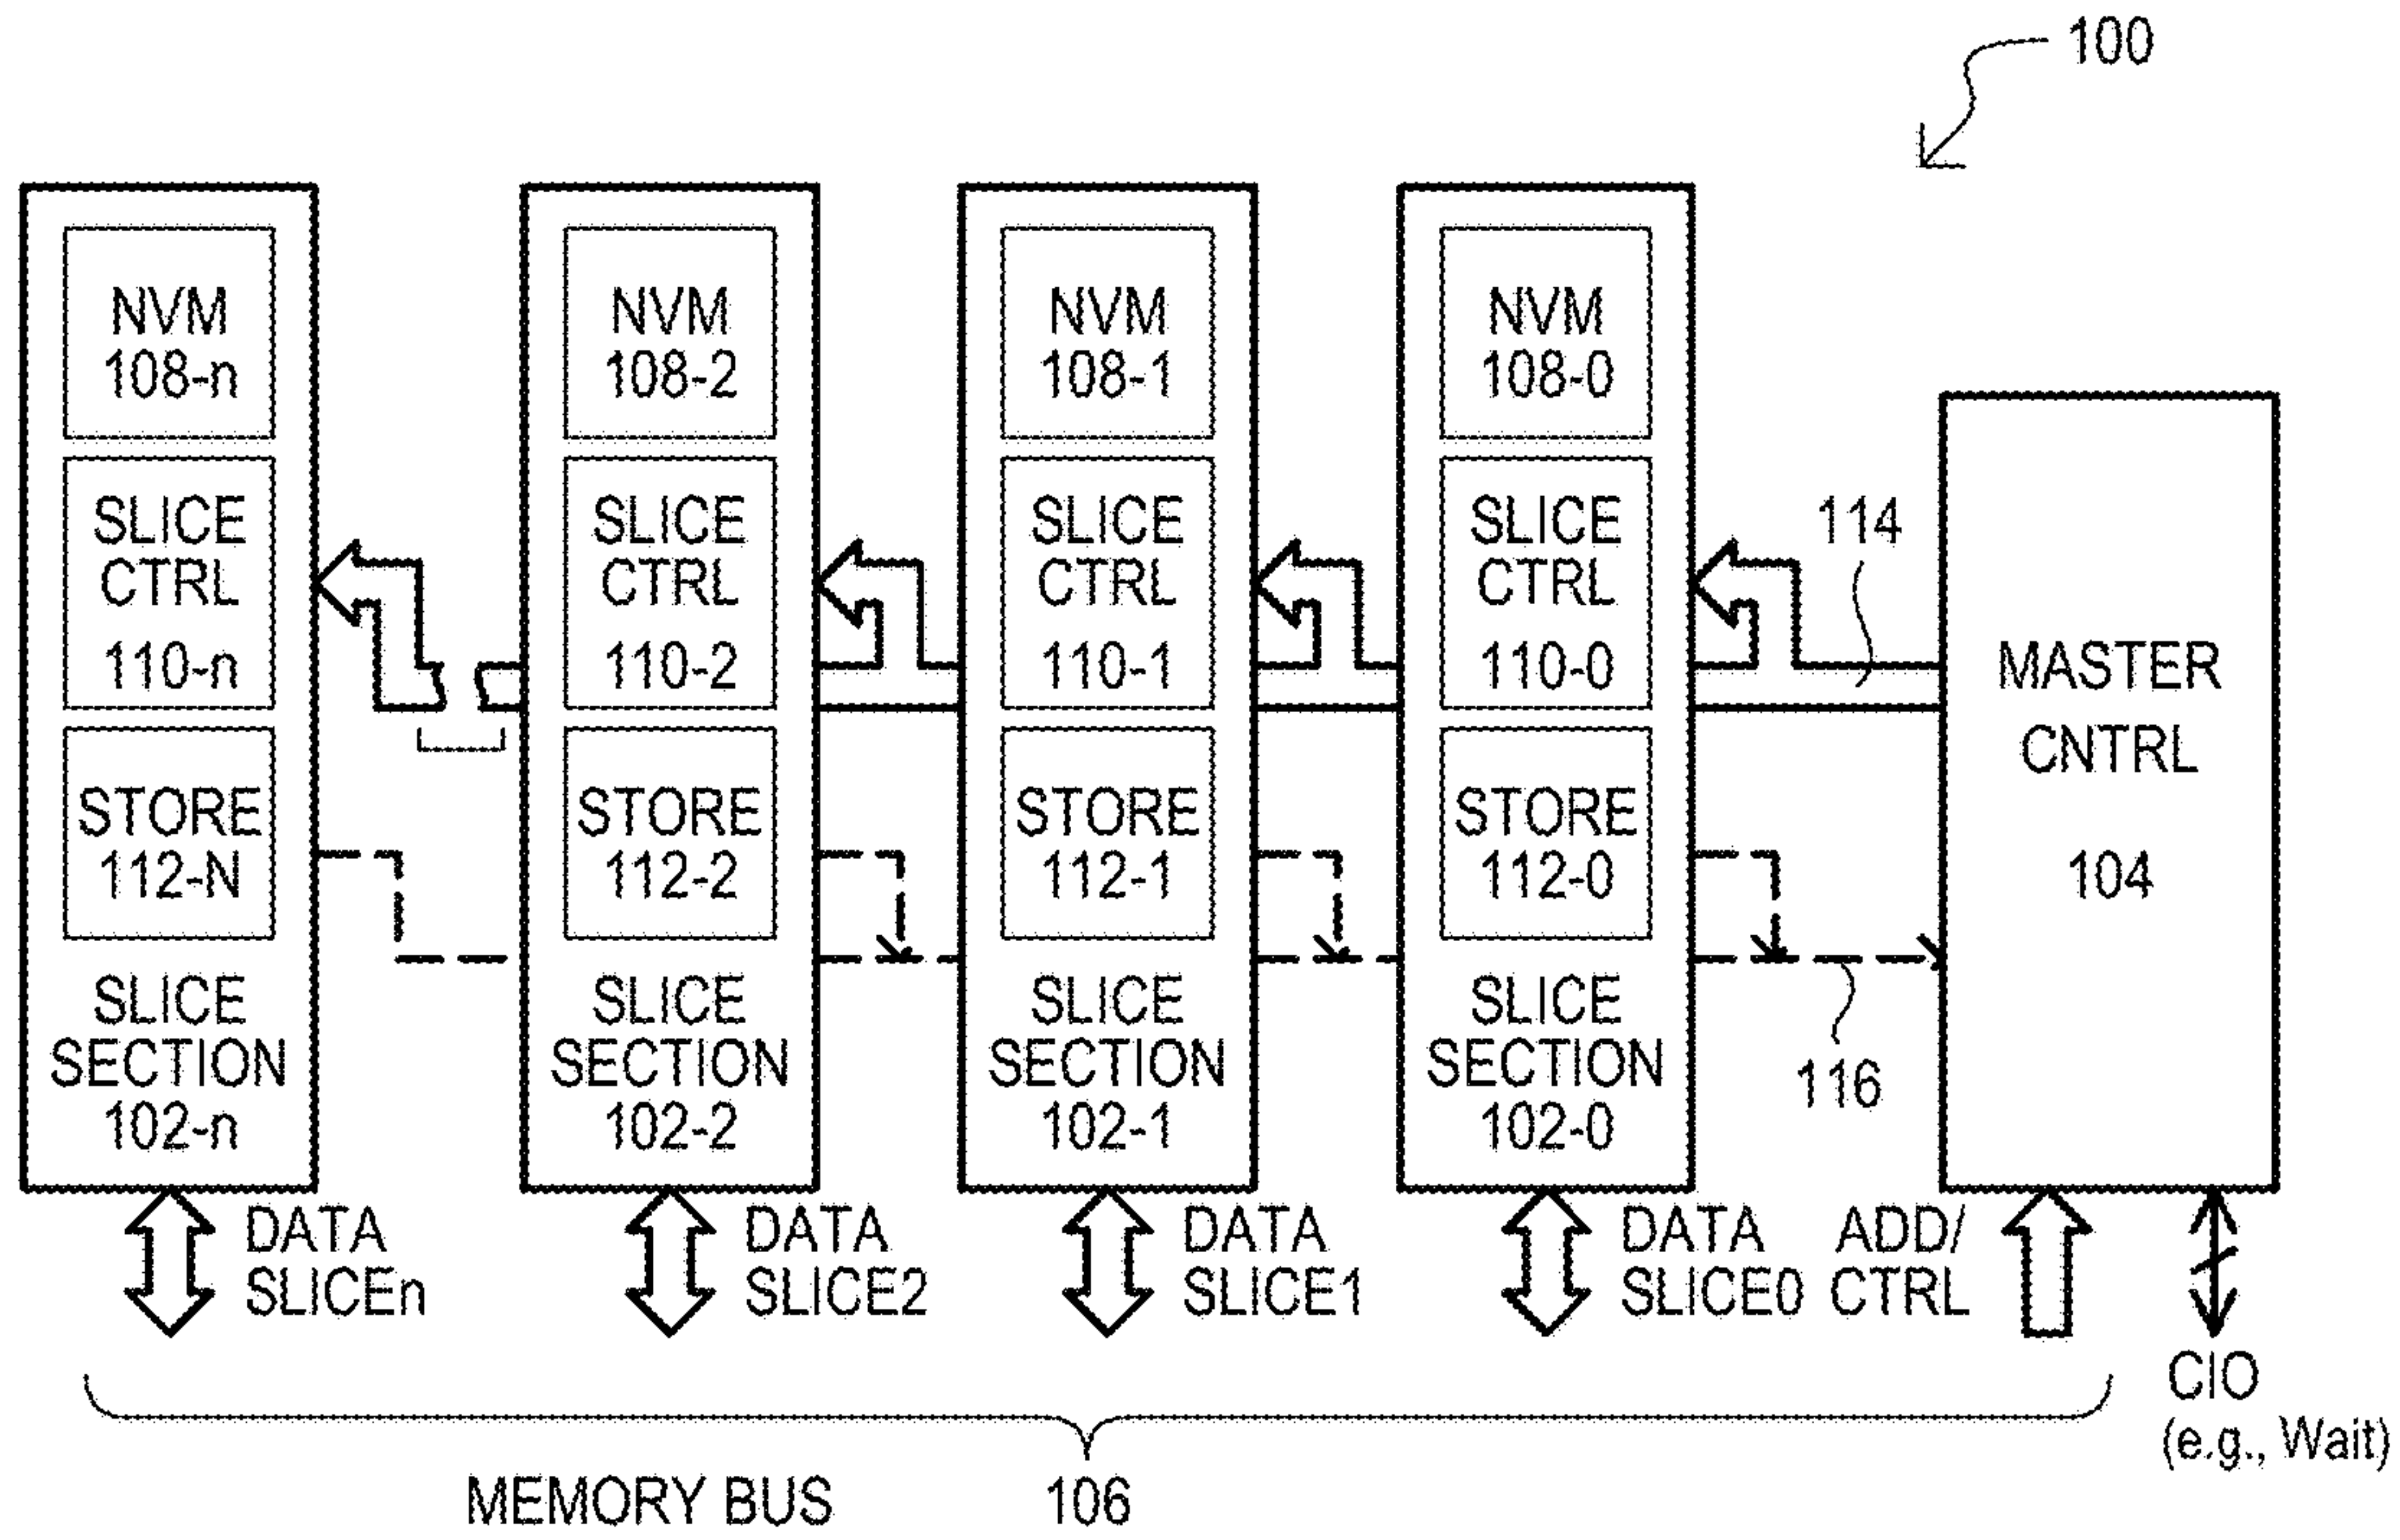 100
NVM
108-n
NVM
108-2
NVM
108-1
NVM
108-0
SLICE
CTRL
110-n
SLICE
CTRL
110-2
SLICE
CTRL
110-1
SLICE
CTRL
110-0
114
MASTER
CNTRL
104
STORE
112-N
STORE
112-2
STORE
112-1
STORE
112-0
SLICE
SECTION
102-n
SLICE
SECTION
102-2
SLICE
SECTION
102-1
SLICE
SECTION
102-0
116
DATA
SLICEn
DATA
SLICE2
DATA
SLICE1
DATA
SLICE0
ADD/
CTRL
CIO
(e.g., Wait)
MEMORY BUS
106